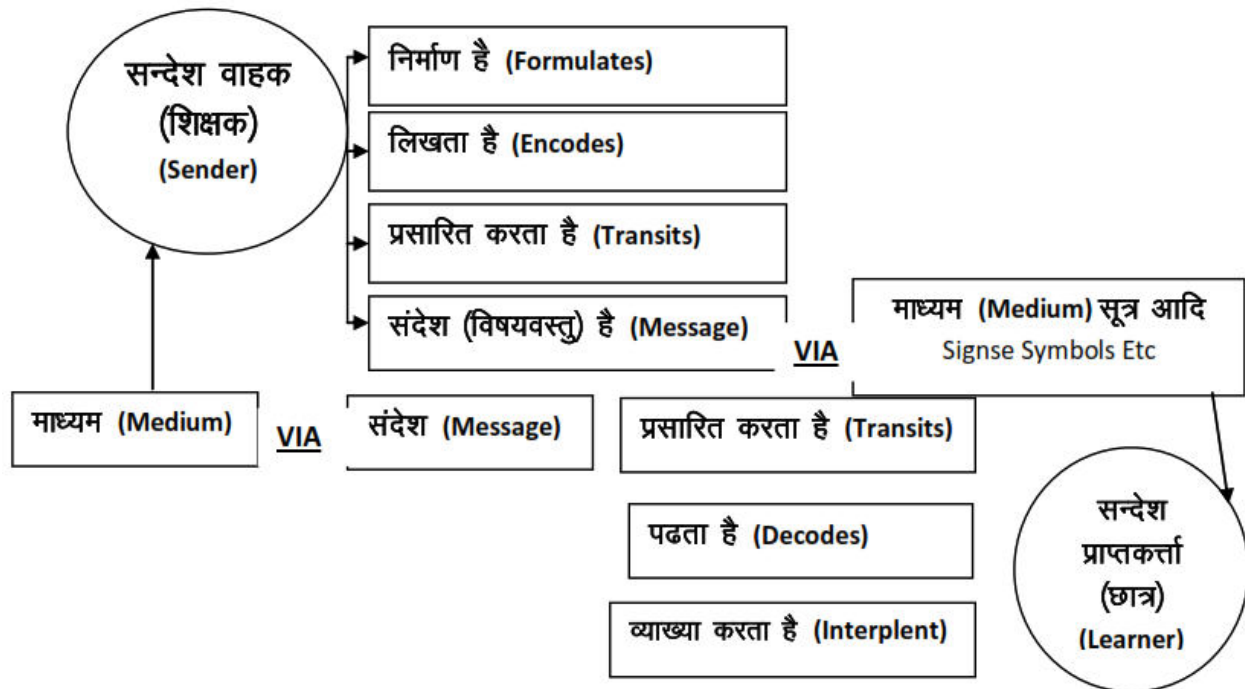 सन्देश वाहक
(शिक्षक)
(Sender)
निर्माण है (Formulates)
लिखता है (Encodes)
प्रसारित करता है (Transits)
संदेश (विषयवस्तु) है (Message)
VIA
माध्यम (Medium) सूत्र आदि
Signse Symbols Etc
माध्यम (Medium)
VIA
संदेश (Message)
प्रसारित करता है (Transits)
पढता है (Decodes)
व्याख्या करता है (Interplent)
सन्देश
प्राप्तकर्त्ता
(छात्र)
(Learner)